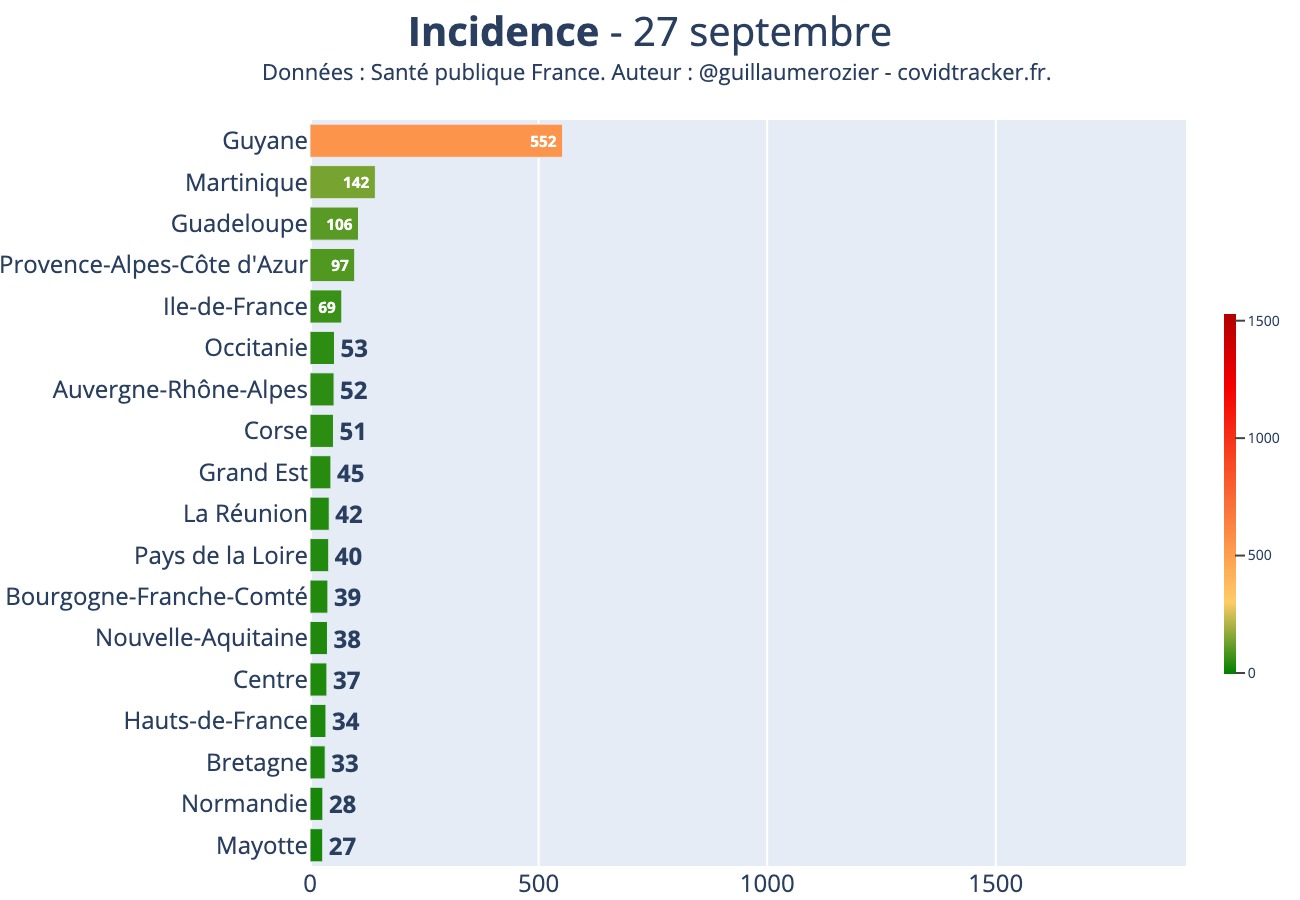 Incidence - 27 septembre
Données : Santé publique France. Auteur : @guillaumerozier - covidtracker.fr.
Guyane 552
Martinique 142
Guadeloupe 106
Provence-Alpes-Côte d'Azur 97
Ile-de-France 69
Occitanie 53
Auvergne-Rhône-Alpes 52
Corse 51
Grand Est 45
La Réunion 42
Pays de la Loire 40
Bourgogne-Franche-Comté 39
Nouvelle-Aquitaine 38
Centre 37
Hauts-de-France 34
Bretagne 33
Normandie 28
Mayotte 27
0 500 1000 1500
1500
1000
500
0